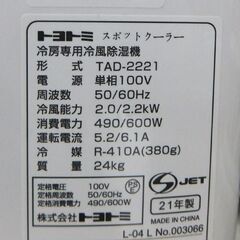 トヨトミ スポットクーラー
冷房専用冷風除湿機
形式 TAD-2221
電源 単相100V
周波数 50/60Hz
冷風能力 2.0/2.2kW
消費電力 490/600W
運転電流 5.2/6.1A
冷媒 R-410A(380g)
質量 24kg
定格電圧 100V
定格周波数 50/60Hz
定格消費電力 490/600W
PSE
S JET
株式会社トヨトミ
21年製
MADE IN CHINA
L-04 L No.003066